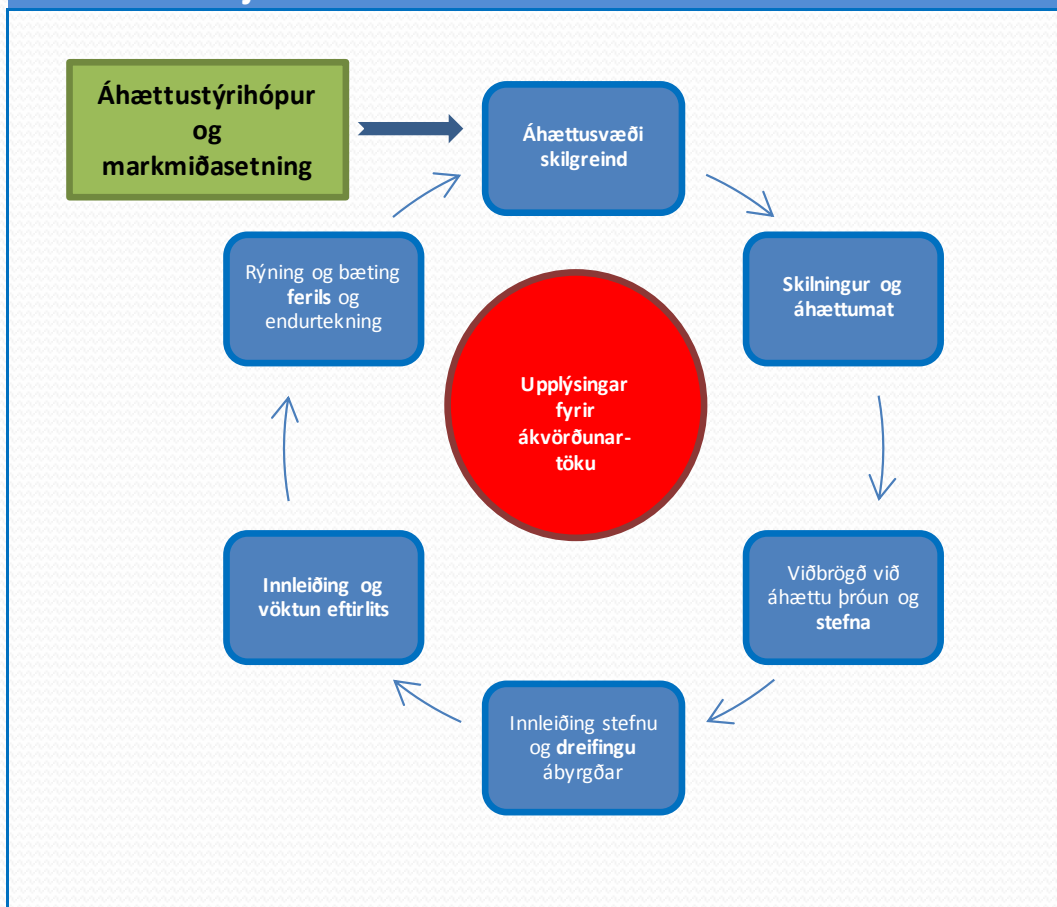 Áhættustýrihópur
og
markmiðasetning
Áhættusvæði
skilgreind
Skilningur og
áhættumat
Viðbrögð við
áhættu þróun og
stefna
Innleiðing stefnu
og dreifingu
ábyrgðar
Innleiðing og
vöktun eftirlits
Rýning og bæting
ferils og
endurtekning
Upplýsingar
fyrir
ákvörðunar-
töku